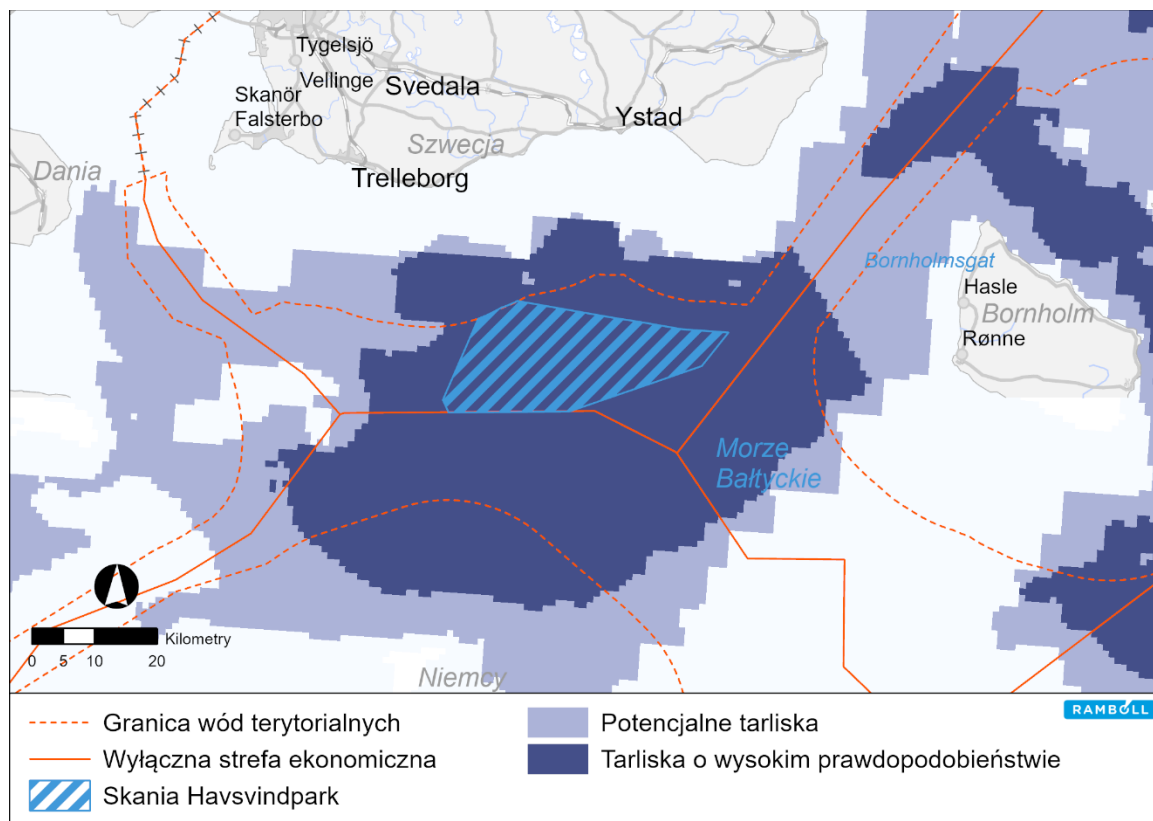 Tygelsjö
Vellinge
Svedala
Skanör
Falsterbo
Ystad
Szwecja
Dania
Trelleborg
Bornholmsgat
Hasle
Bornholm
Rønne
Morze
Bałtyckie
Kilometry
0 5 10 20
Niemcy
Granica wód terytorialnych
Potencjalne tarliska
RAMBOLL
Wyłączna strefa ekonomiczna
Tarliska o wysokim prawdopodobieństwie
Skania Havsvindpark